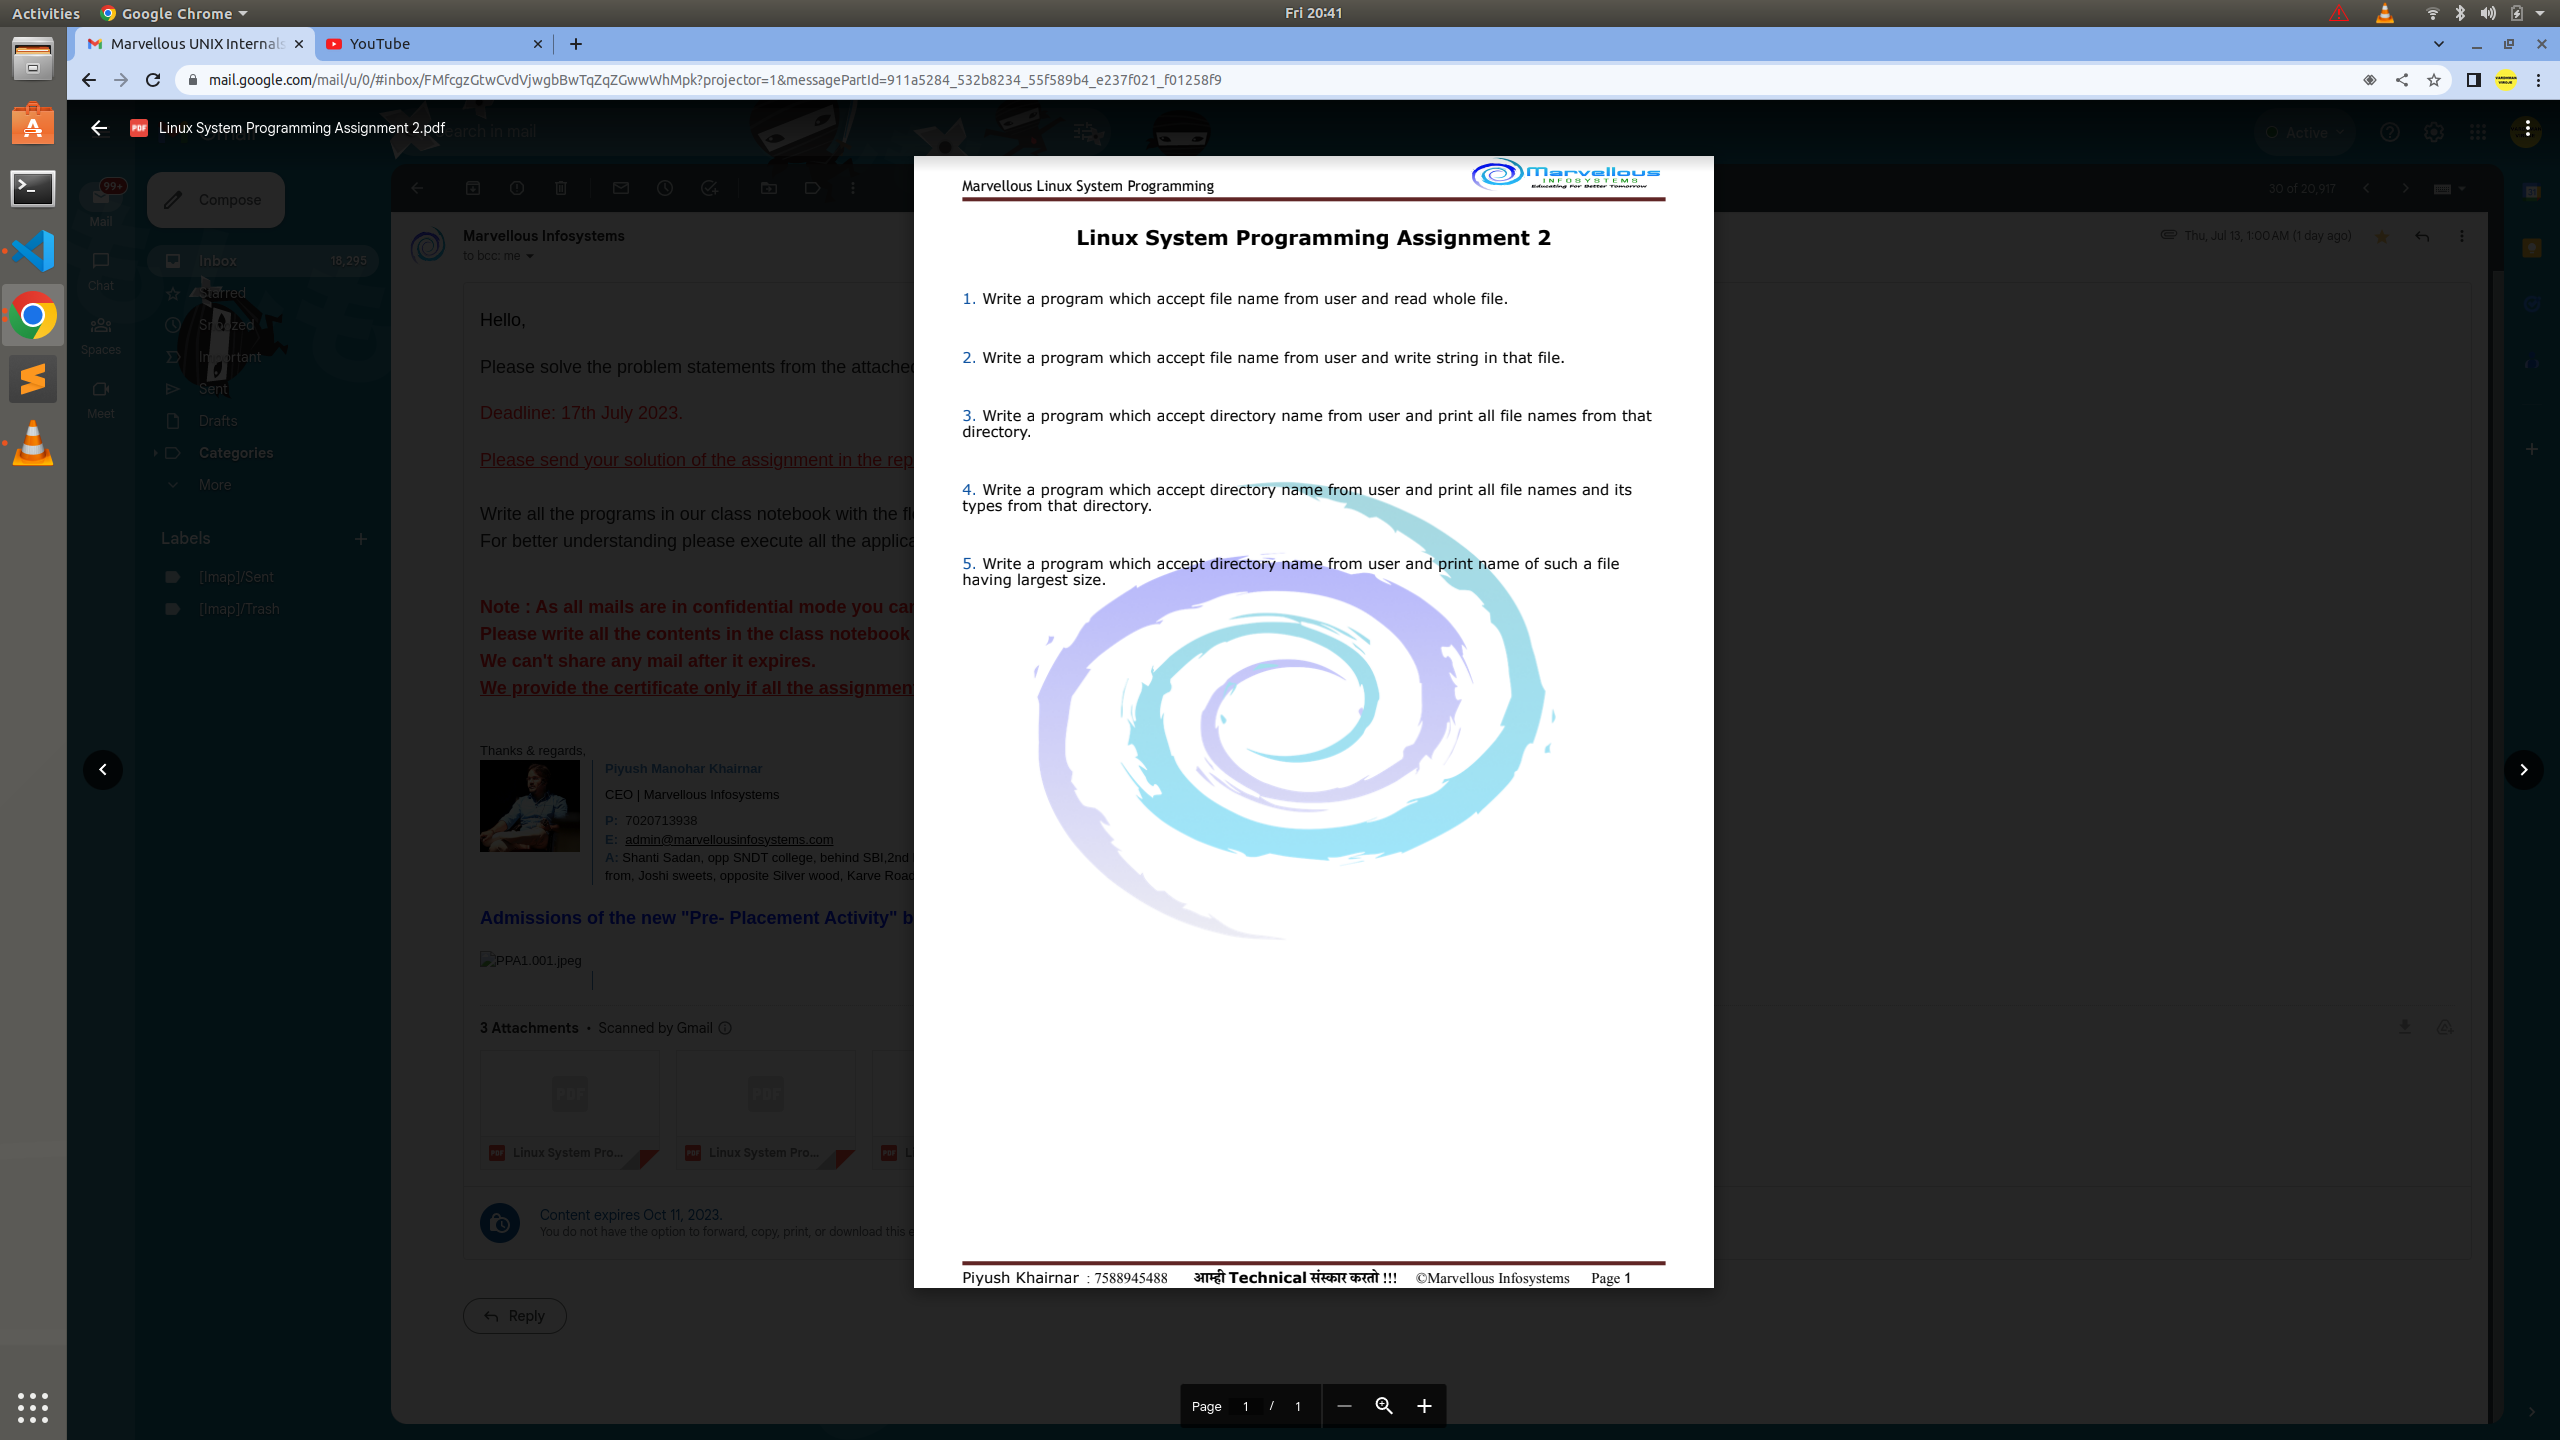 Activities
Google Chrome
Fri 20:41
Marvellous UNIX Internals
YouTube
mail.google.com/mail/u/0/#inbox/FMfcgzGtwCvdVjwgbBwTqZqZGwwWhMpk?projector=1&messagePartId=911a5284_532b8234_55f589b4_e237f021_f01258f9
PDF Linux System Programming Assignment 2.pdf
earch in mail
Active
99+
Mail
Chat
Spaces
Meet
Compose
Inbox 18,295
Starred
Snoozed
Important
Sent
Drafts
Categories
More
Labels
[Imap]/Sent
[Imap]/Trash
30 of 20,917
Marvellous Infosystems
to bcc: me
Thu, Jul 13, 1:00 AM (1 day ago)
Hello,
Please solve the problem statements from the attached
Deadline: 17th July 2023.
Please send your solution of the assignment in the rep
Write all the programs in our class notebook with the fl
For better understanding please execute all the applica
Note : As all mails are in confidential mode you can
Please write all the contents in the class notebook
We can't share any mail after it expires.
We provide the certificate only if all the assignmen
Thanks & regards,
Piyush Manohar Khairnar
CEO | Marvellous Infosystems
P: 7020713938
E: admin@marvellousinfosystems.com
A: Shanti Sadan, opp SNDT college, behind SBI,2nd
from, Joshi sweets, opposite Silver wood, Karve Road
Admissions of the new "Pre- Placement Activity" b
PPA1.001.jpeg
3 Attachments • Scanned by Gmail
PDF
PDF
PDF Linux System Pro...
PDF Linux System Pro...
PDF L
Content expires Oct 11, 2023.
You do not have the option to forward, copy, print, or download this e
Reply
Marvellous Linux System Programming
Marvellous
INFOSYSTEMS
Educating For Better Tomorrow
Linux System Programming Assignment 2
1. Write a program which accept file name from user and read whole file.
2. Write a program which accept file name from user and write string in that file.
3. Write a program which accept directory name from user and print all file names from that
directory.
4. Write a program which accept directory name from user and print all file names and its
types from that directory.
5. Write a program which accept directory name from user and print name of such a file
having largest size.
Piyush Khairnar : 7588945488 आम्ही Technical संस्कार करतो !!! ©Marvellous Infosystems Page 1
Page 1 / 1